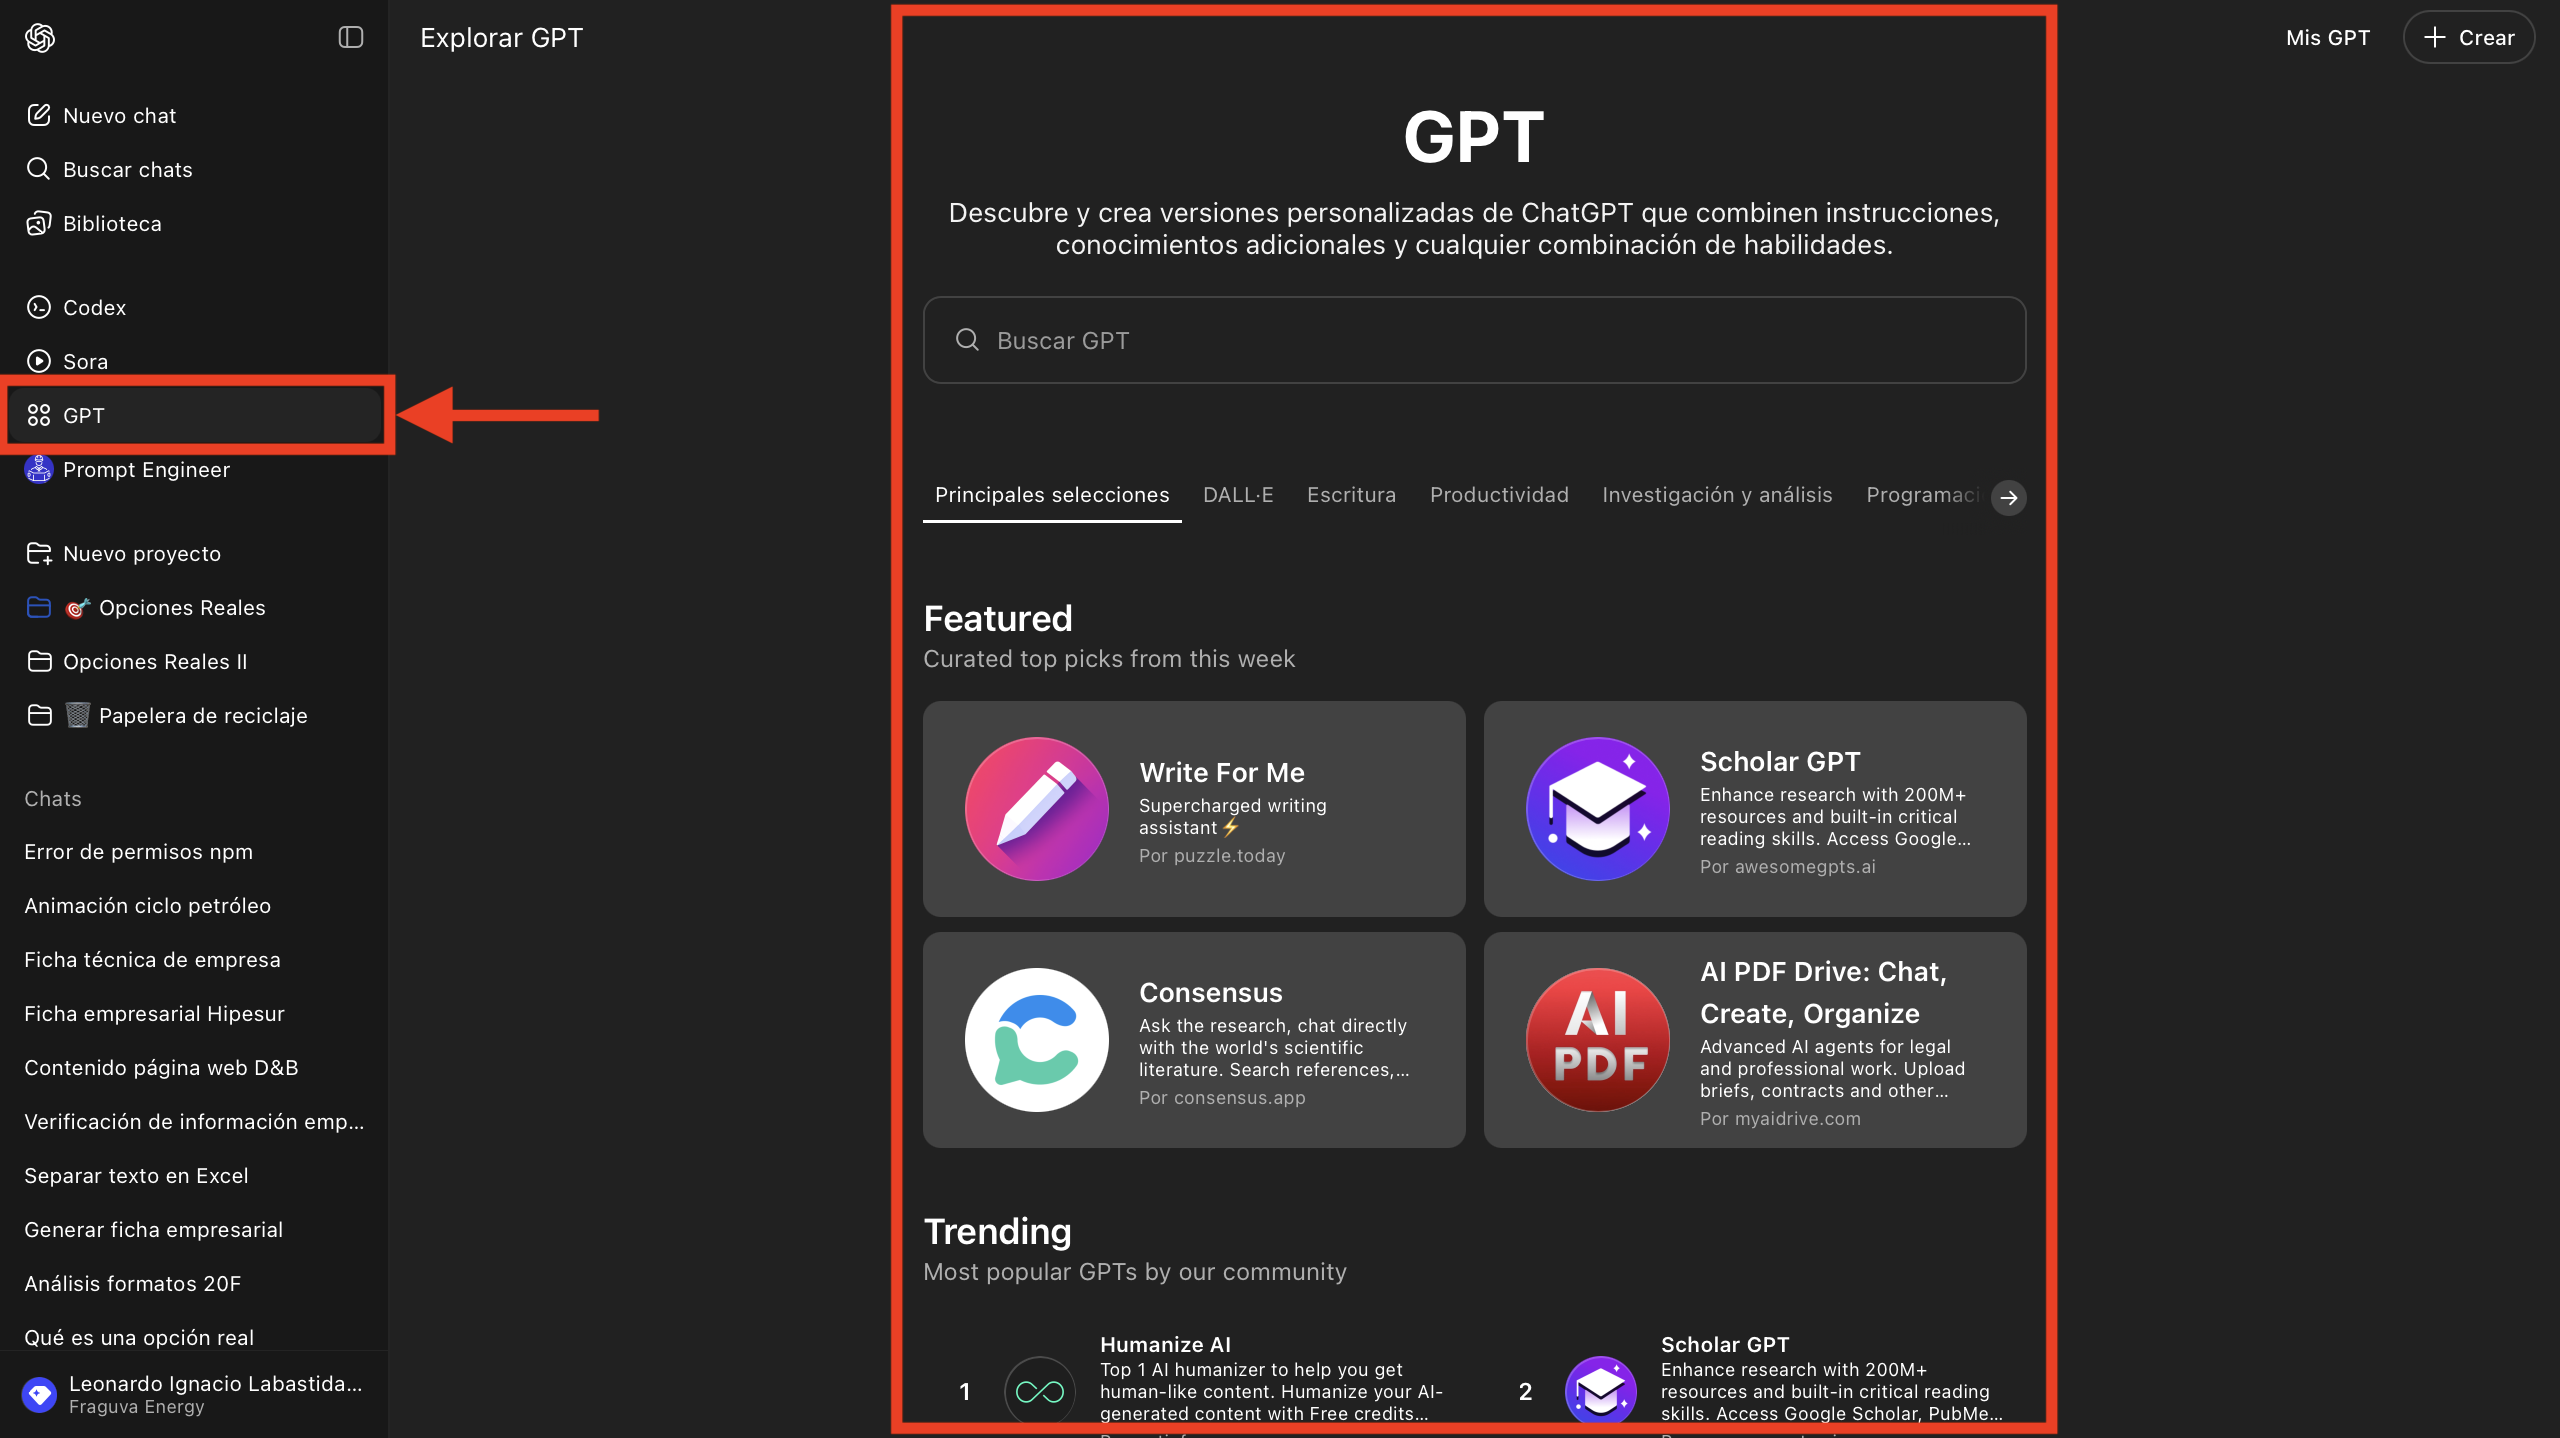 Explorar GPT
Mis GPT
Crear
Nuevo chat
Buscar chats
Biblioteca
Codex
Sora
GPT
Prompt Engineer
Nuevo proyecto
Opciones Reales
Opciones Reales II
Papelera de reciclaje
Chats
Error de permisos npm
Animación ciclo petróleo
Ficha técnica de empresa
Ficha empresarial Hipesur
Contenido página web D&B
Verificación de información emp...
Separar texto en Excel
Generar ficha empresarial
Análisis formatos 20F
Qué es una opción real
Leonardo Ignacio Labastida...
Fraguva Energy
GPT
Descubre y crea versiones personalizadas de ChatGPT que combinen instrucciones,
conocimientos adicionales y cualquier combinación de habilidades.
Buscar GPT
Principales selecciones
DALL·E
Escritura
Productividad
Investigación y análisis
Programaci
Featured
Curated top picks from this week
Write For Me
Supercharged writing
assistant⚡
Por puzzle.today
Scholar GPT
Enhance research with 200M+
resources and built-in critical
reading skills. Access Google...
Por awesomegpts.ai
Consensus
Ask the research, chat directly
with the world's scientific
literature. Search references,...
Por consensus.app
AI
PDF
AI PDF Drive: Chat,
Create, Organize
Advanced AI agents for legal
and professional work. Upload
briefs, contracts and other...
Por myaidrive.com
Trending
Most popular GPTs by our community
1
Humanize AI
Top 1 AI humanizer to help you get
human-like content. Humanize your AI-
generated content with Free credits...
2
Scholar GPT
Enhance research with 200M+
resources and built-in critical reading
skills. Access Google Scholar, PubMe...